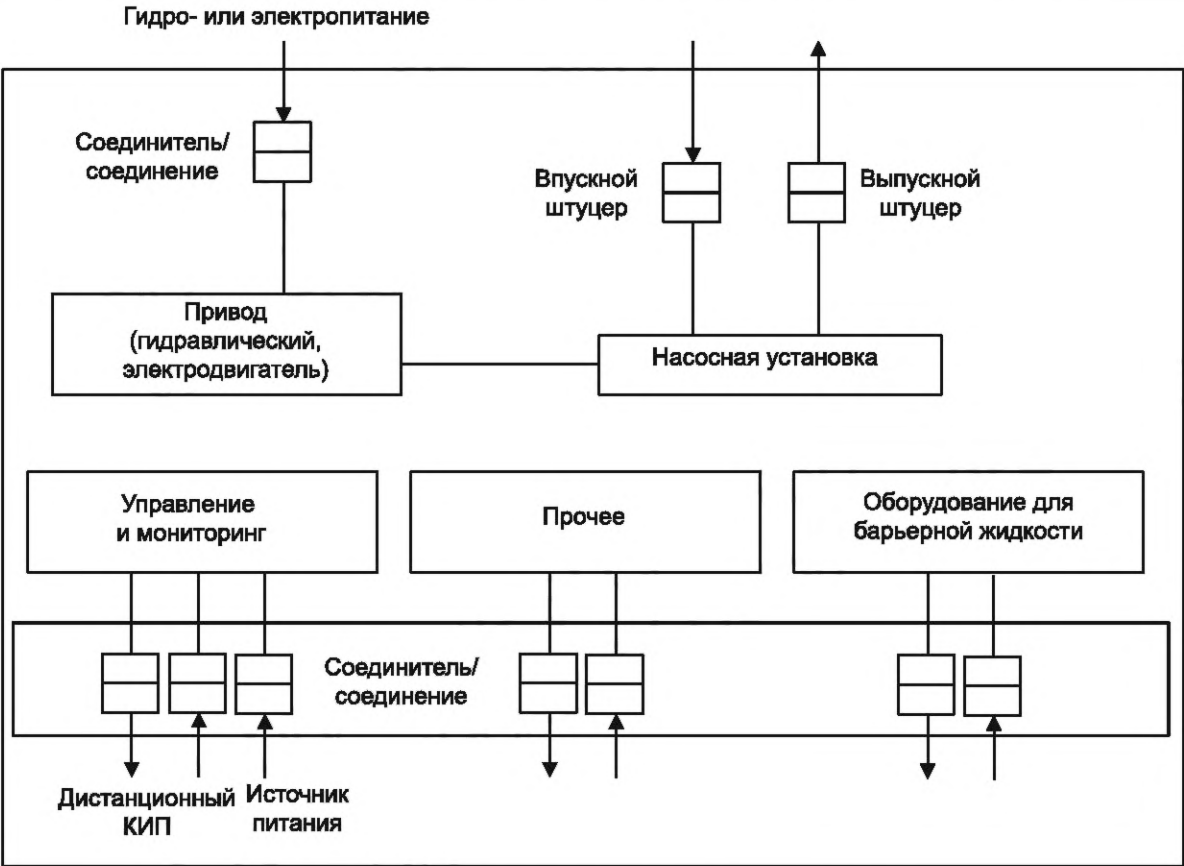 Гидро- или электропитание
Соединитель/
соединение
Впускной
штуцер
Выпускной
штуцер
Привод
(гидравлический,
электродвигатель)
Насосная установка
Управление
и мониторинг
Прочее
Оборудование для
барьерной жидкости
Соединитель/
соединение
Дистанционный
КИП
Источник
питания